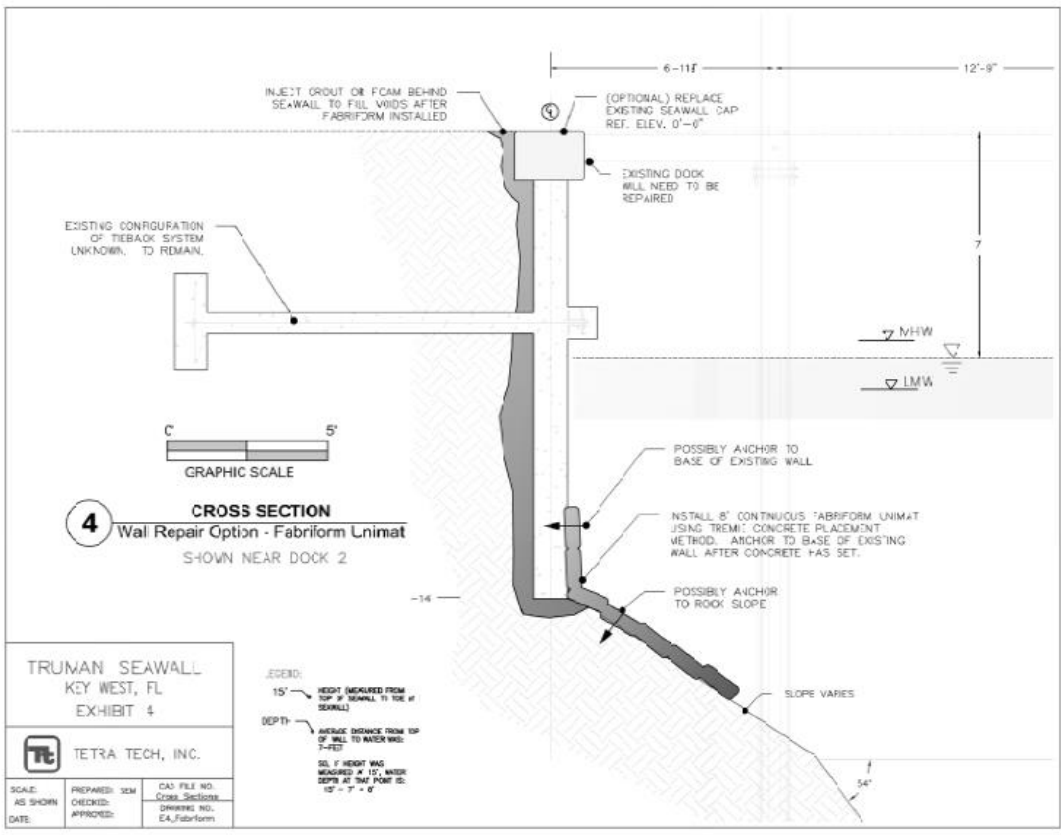 6'-11⅜"
12'-9"
INJECT GROUT OR FOAM BEHIND
SEAWALL TO FILL VOIDS AFTER
FABRIFORM INSTALLED
(OPTIONAL) REPLACE
EXISTING SEAWALL CAP
REF. ELEV. 0'-0"
EXISTING DOCK
WILL NEED TO BE
REPAIRED
EXISTING CONFIGURATION
OF TIEBACK SYSTEM
UNKNOWN. TO REMAIN.
7
MHW
LMW
0' 5'
GRAPHIC SCALE
POSSIBLY ANCHOR TO
BASE OF EXISTING WALL
4
CROSS SECTION
Wall Repair Option - Fabriform Unimat
SHOWN NEAR DOCK 2
INSTALL 8" CONTINUOUS FABRIFORM UNIMAT
USING TREMIE CONCRETE PLACEMENT
METHOD. ANCHOR TO BASE OF EXISTING
WALL AFTER CONCRETE HAS SET.
-14
POSSIBLY ANCHOR
TO ROCK SLOPE
SLOPE VARIES
54°
TRUMAN SEAWALL
KEY WEST, FL
EXHIBIT 4
TETRA TECH, INC.
SCALE:
AS SHOWN
DATE:
PREPARED: SEM
CHECKED:
APPROVED:
CAD FILE NO.
Cross Sections
DRAWING NO.
E4_Fabriform
LEGEND:
15'
HEIGHT (MEASURED FROM
TOP OF SEAWALL TO TOE OF
SEAWALL)
DEPTH
AVERAGE DISTANCE FROM TOP
OF WALL TO WATER WAS:
7-FEET
SO, IF HEIGHT WAS
MEASURED AT 15', WATER
DEPTH AT THAT POINT IS:
15' - 7' = 8'